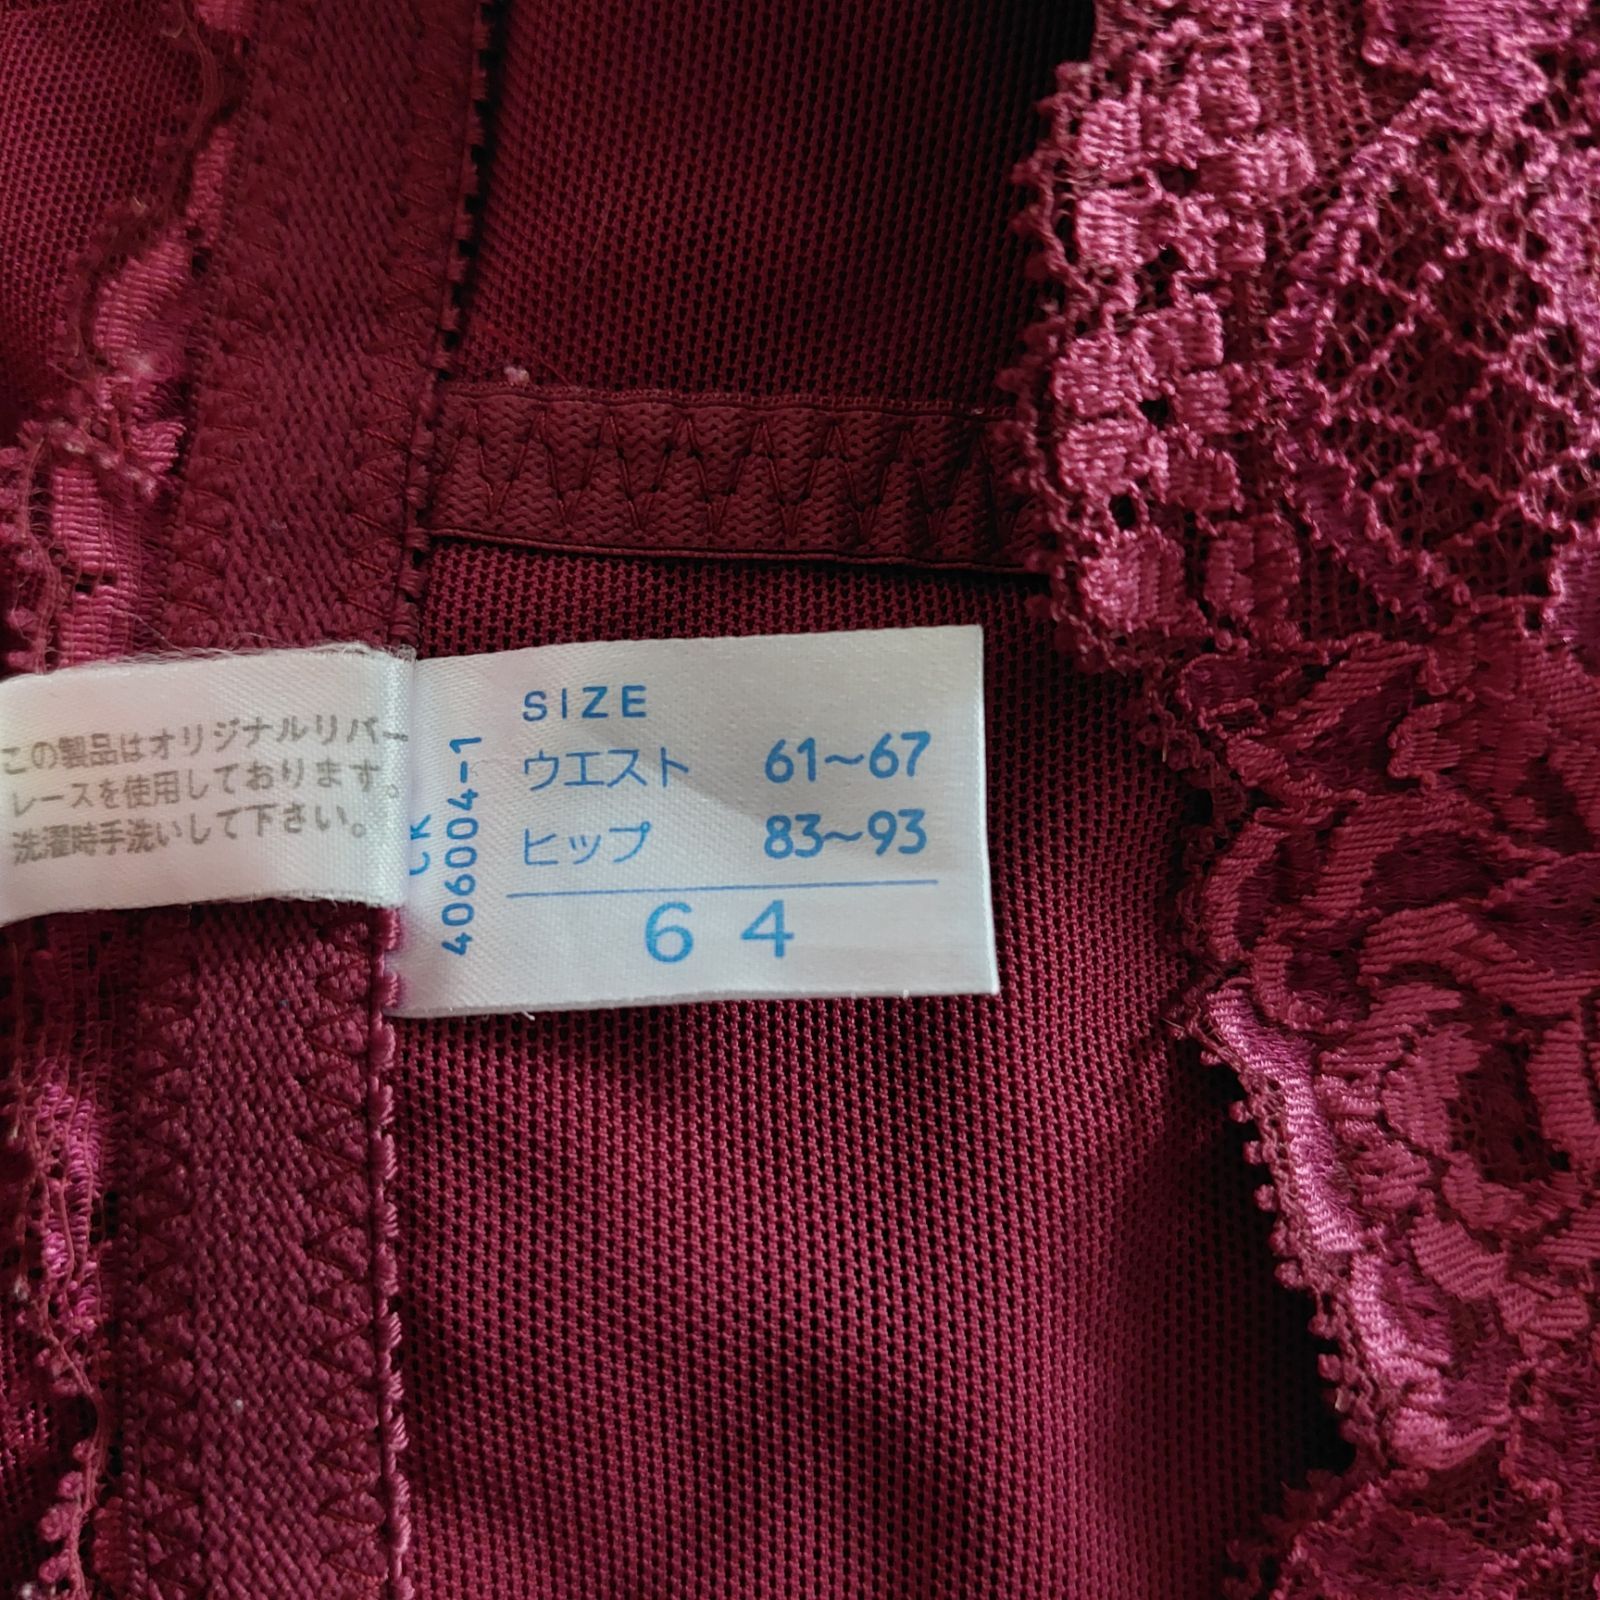 この製品はオリジナルリバー
レースを使用しております。
洗濯時手洗いして下さい。
CK
406004-1
SIZE
ウエスト 61~67
ヒップ 83~93
64